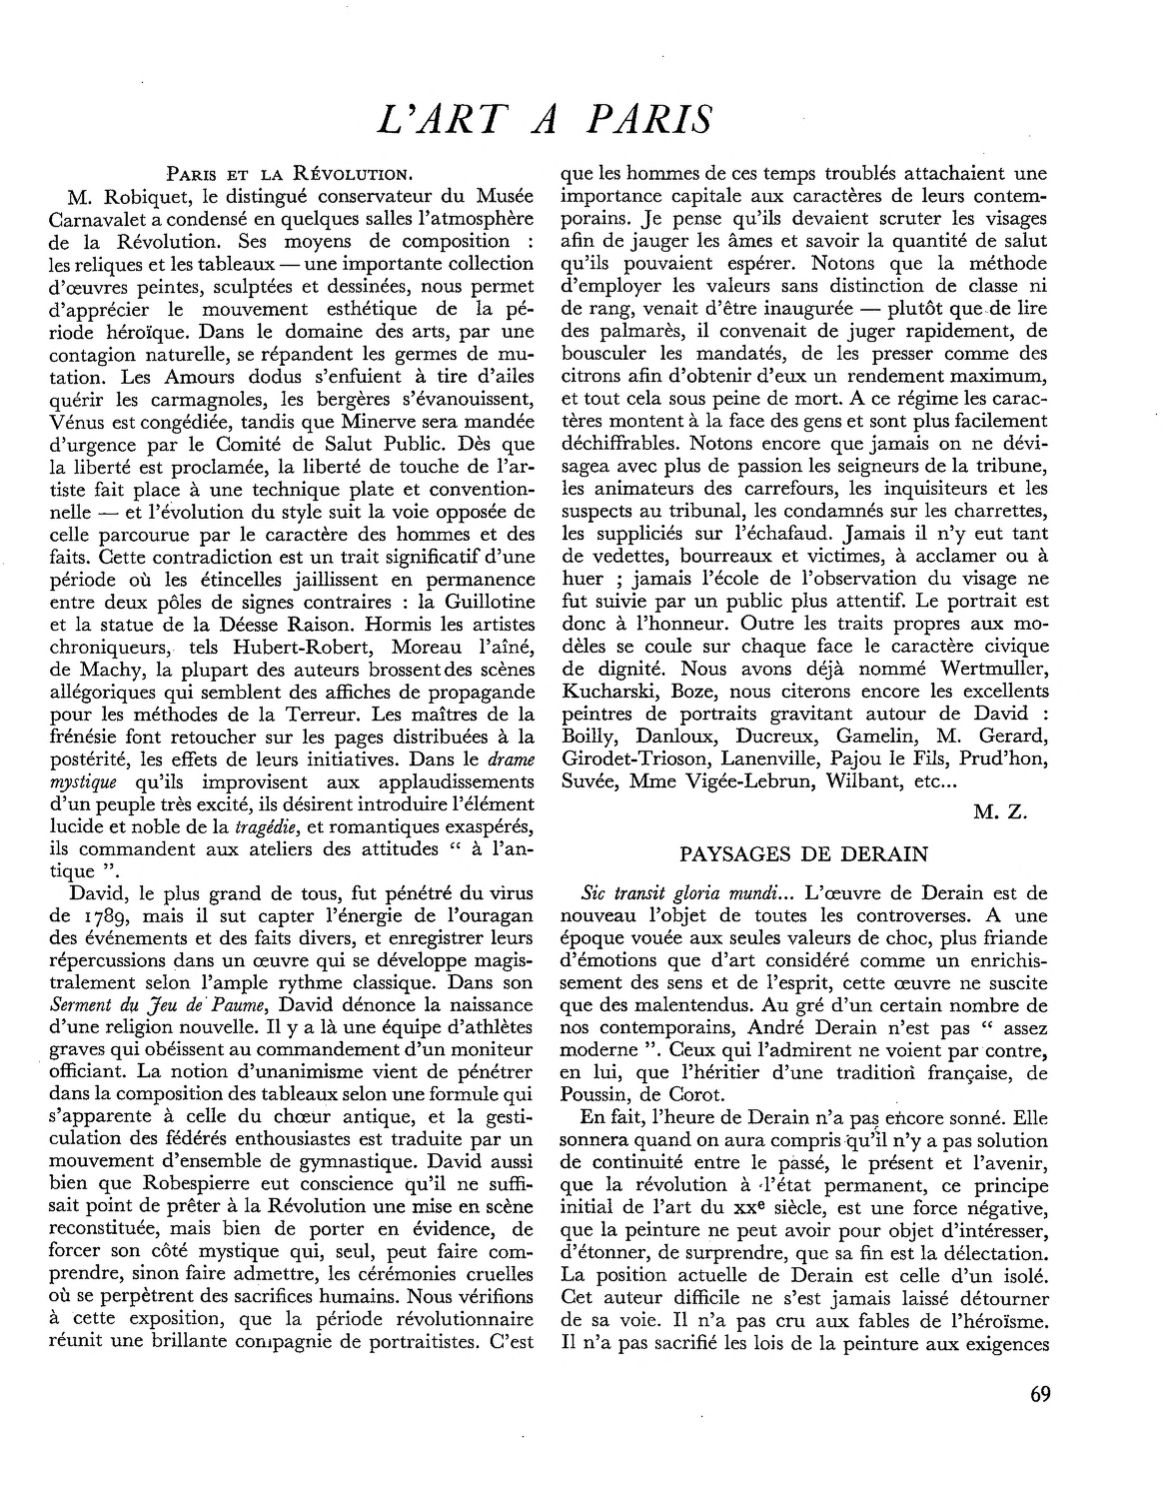 L'ART A PARIS
PARIS ET LA RÉVOLUTION.
M. Robiquet, le distingué conservateur du Musée
Carnavalet a condensé en quelques salles l'atmosphère
de la Révolution. Ses moyens de composition :
les reliques et les tableaux — une importante collection
d'œuvres peintes, sculptées et dessinées, nous permet
d'apprécier le mouvement esthétique de la pé-
riode héroïque. Dans le domaine des arts, par une
contagion naturelle, se répandent les germes de mu-
tation. Les Amours dodus s'enfuient à tire d'ailes
quérir les carmagnoles, les bergères s'évanouissent,
Vénus est congédiée, tandis que Minerve sera mandée
d'urgence par le Comité de Salut Public. Dès que
la liberté est proclamée, la liberté de touche de l'ar-
tiste fait place à une technique plate et convention-
nelle — et l'évolution du style suit la voie opposée de
celle parcourue par le caractère des hommes et des
faits. Cette contradiction est un trait significatif d'une
période où les étincelles jaillissent en permanence
entre deux pôles de signes contraires : la Guillotine
et la statue de la Déesse Raison. Hormis les artistes
chroniqueurs, tels Hubert-Robert, Moreau l'aîné,
de Machy, la plupart des auteurs brossent des scènes
allégoriques qui semblent des affiches de propagande
pour les méthodes de la Terreur. Les maîtres de la
frénésie font retoucher sur les pages distribuées à la
postérité, les effets de leurs initiatives. Dans le drame
mystique qu'ils improvisent aux applaudissements
d'un peuple très excité, ils désirent introduire l'élément
lucide et noble de la tragédie, et romantiques exaspérés,
ils commandent aux ateliers des attitudes “ à l'an-
tique ”.
David, le plus grand de tous, fut pénétré du virus
de 1789, mais il sut capter l'énergie de l'ouragan
des événements et des faits divers, et enregistrer leurs
répercussions dans un œuvre qui se développe magis-
tralement selon l'ample rythme classique. Dans son
Serment du Jeu de Paume, David dénonce la naissance
d'une religion nouvelle. Il y a là une équipe d'athlètes
graves qui obéissent au commandement d'un moniteur
officiant. La notion d'unanimisme vient de pénétrer
dans la composition des tableaux selon une formule qui
s'apparente à celle du chœur antique, et la gesti-
culation des fédérés enthousiastes est traduite par un
mouvement d'ensemble de gymnastique. David aussi
bien que Robespierre eut conscience qu'il ne suffi-
sait point de prêter à la Révolution une mise en scène
reconstituée, mais bien de porter en évidence, de
forcer son côté mystique qui, seul, peut faire com-
prendre, sinon faire admettre, les cérémonies cruelles
où se perpètrent des sacrifices humains. Nous vérifions
à cette exposition, que la période révolutionnaire
réunit une brillante compagnie de portraitistes. C'est
que les hommes de ces temps troublés attachaient une
importance capitale aux caractères de leurs contem-
porains. Je pense qu'ils devaient scruter les visages
afin de jauger les âmes et savoir la quantité de salut
qu'ils pouvaient espérer. Notons que la méthode
d'employer les valeurs sans distinction de classe ni
de rang, venait d'être inaugurée — plutôt que de lire
des palmarès, il convenait de juger rapidement, de
bousculer les mandatés, de les presser comme des
citrons afin d'obtenir d'eux un rendement maximum,
et tout cela sous peine de mort. A ce régime les carac-
tères montent à la face des gens et sont plus facilement
déchiffrables. Notons encore que jamais on ne dévi-
sagea avec plus de passion les seigneurs de la tribune,
les animateurs des carrefours, les inquisiteurs et les
suspects au tribunal, les condamnés sur les charrettes,
les suppliciés sur l'échafaud. Jamais il n'y eut tant
de vedettes, bourreaux et victimes, à acclamer ou à
huer ; jamais l'école de l'observation du visage ne
fut suivie par un public plus attentif. Le portrait est
donc à l'honneur. Outre les traits propres aux mo-
dèles se coule sur chaque face le caractère civique
de dignité. Nous avons déjà nommé Wertmuller,
Kucharski, Boze, nous citerons encore les excellents
peintres de portraits gravitant autour de David :
Boilly, Danloux, Ducreux, Gamelin, M. Gerard,
Girodet-Trioson, Lanenville, Pajou le Fils, Prud'hon,
Suvée, Mme Vigée-Lebrun, Wilbant, etc...
M. Z.
PAYSAGES DE DERAIN
Sic transit gloria mundi... L'œuvre de Derain est de
nouveau l'objet de toutes les controverses. A une
époque vouée aux seules valeurs de choc, plus friande
d'émotions que d'art considéré comme un enrichis-
sement des sens et de l'esprit, cette œuvre ne suscite
que des malentendus. Au gré d'un certain nombre de
nos contemporains, André Derain n'est pas “ assez
moderne ”. Ceux qui l'admirent ne voient par contre,
en lui, que l'héritier d'une tradition française, de
Poussin, de Corot.
En fait, l'heure de Derain n'a pas encore sonné. Elle
sonnera quand on aura compris qu'il n'y a pas solution
de continuité entre le passé, le présent et l'avenir,
que la révolution à l'état permanent, ce principe
initial de l'art du XXe siècle, est une force négative,
que la peinture ne peut avoir pour objet d'intéresser,
d'étonner, de surprendre, que sa fin est la délectation.
La position actuelle de Derain est celle d'un isolé.
Cet auteur difficile ne s'est jamais laissé détourner
de sa voie. Il n'a pas cru aux fables de l'héroïsme.
Il n'a pas sacrifié les lois de la peinture aux exigences
69